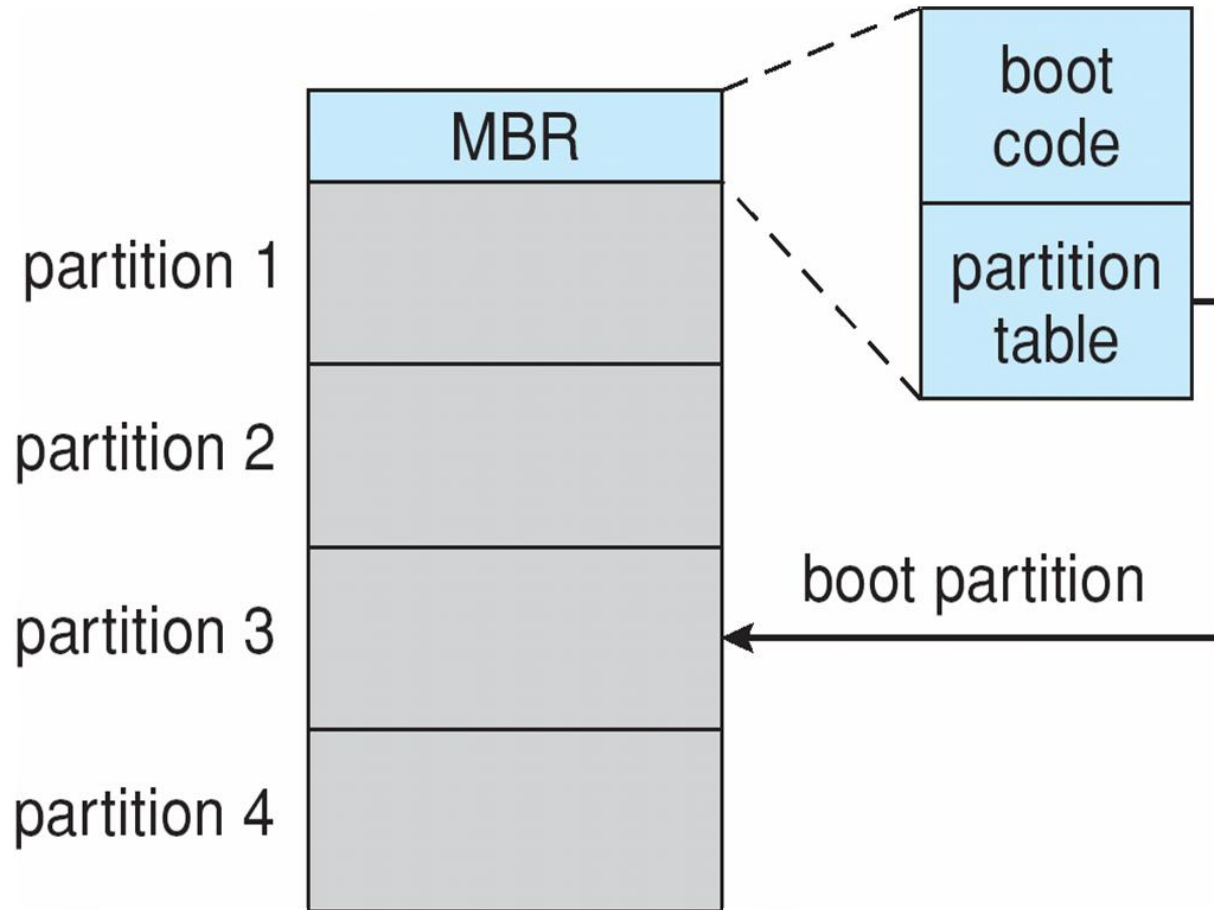 MBR
boot
code
partition
table
partition 1
partition 2
boot partition
partition 3
partition 4